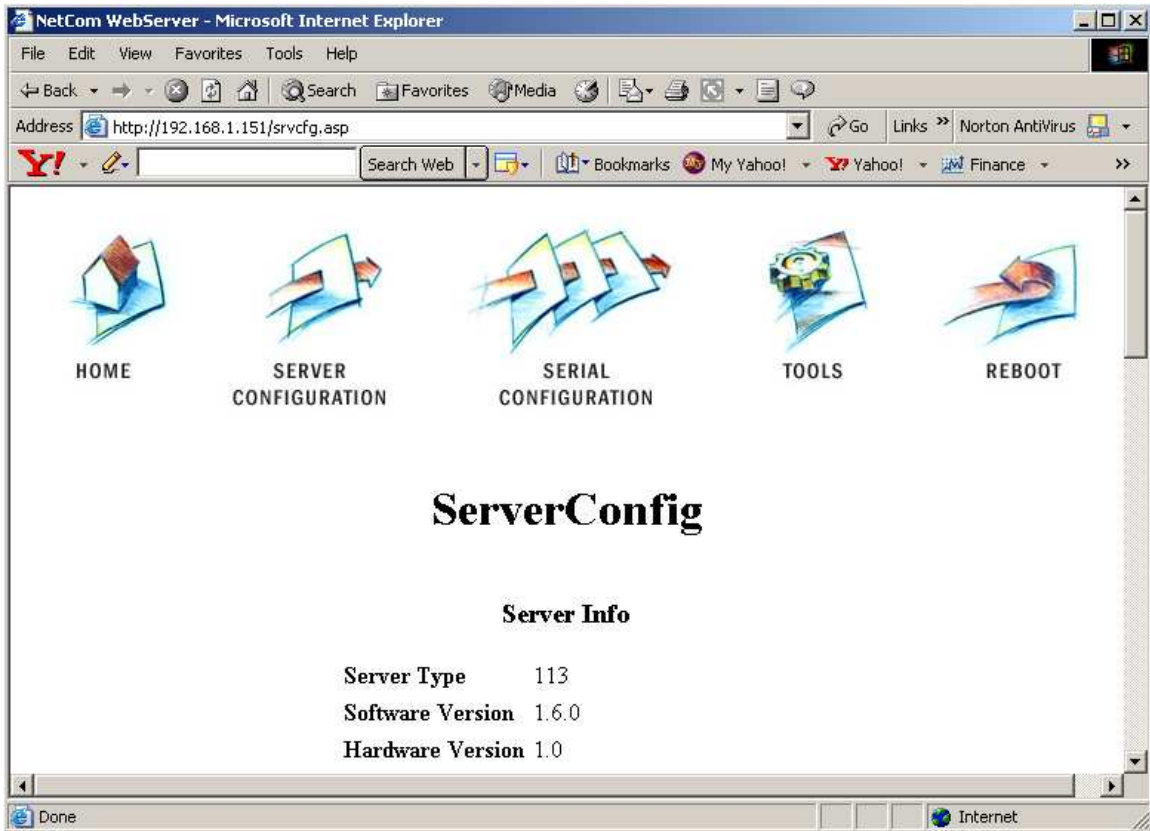 NetCom WebServer - Microsoft Internet Explorer
File Edit View Favorites Tools Help
Back Search Favorites Media
Address http://192.168.1.151/srvcfg.asp Go Links » Norton AntiVirus
Y! Search Web Bookmarks My Yahoo! Y! Yahoo! Finance »
HOME
SERVER
CONFIGURATION
SERIAL
CONFIGURATION
TOOLS
REBOOT
ServerConfig
Server Info
Server Type 113
Software Version 1.6.0
Hardware Version 1.0
Done Internet